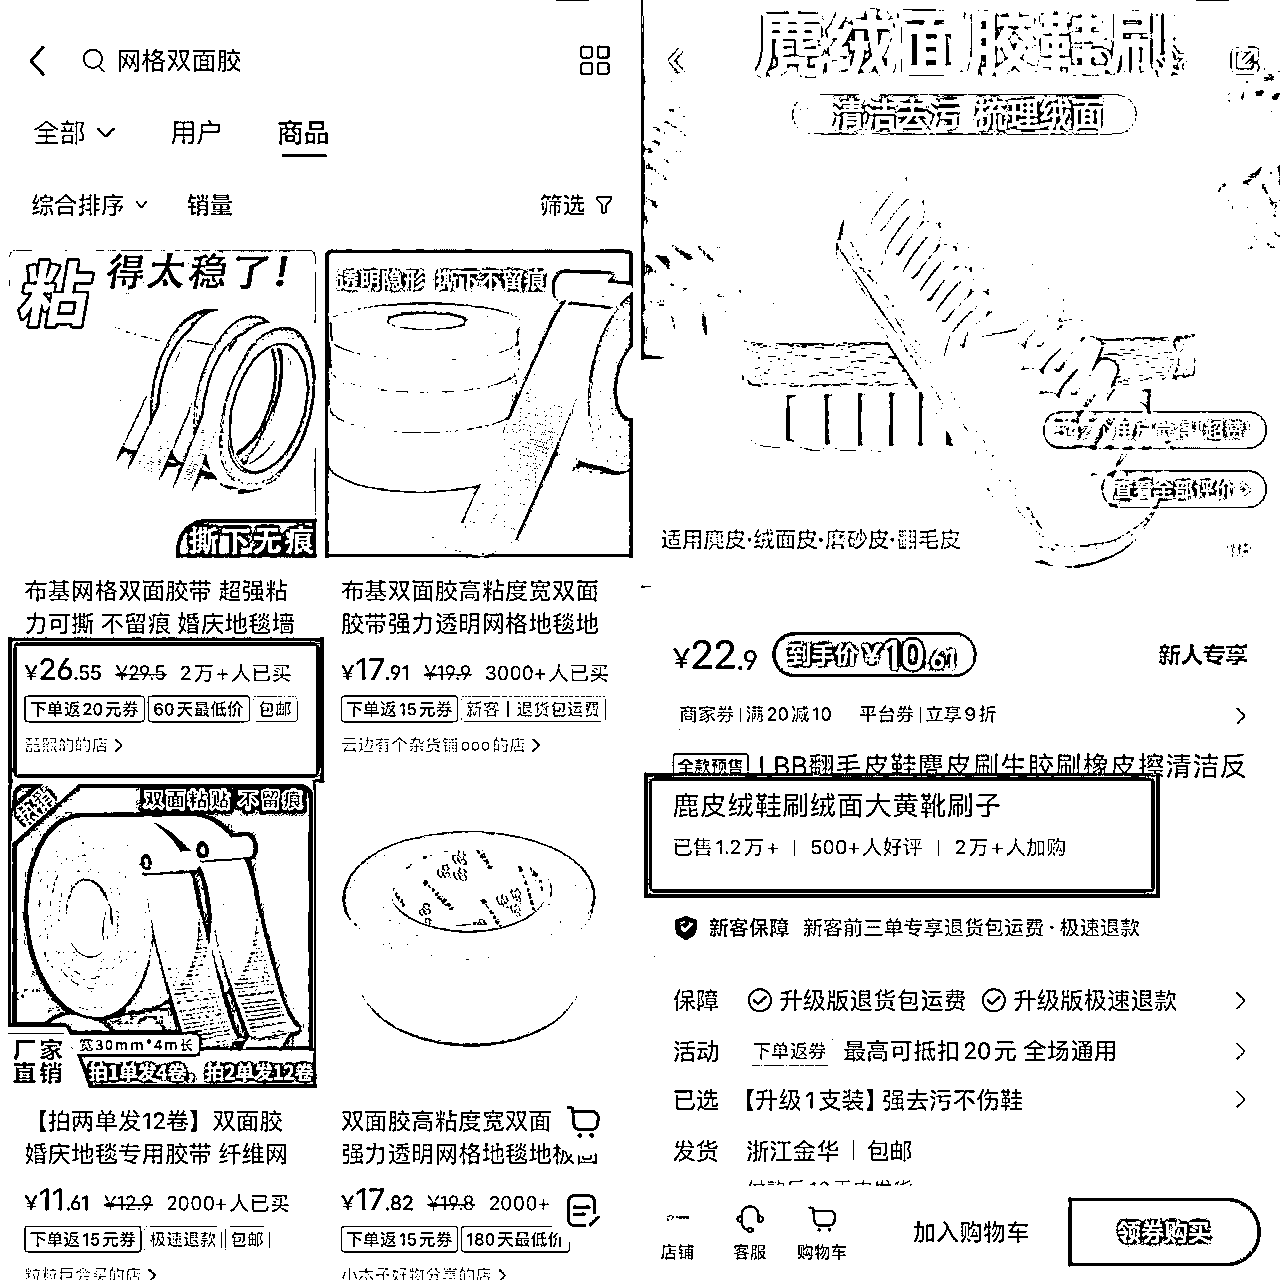 网格双面胶
全部 用户 商品
综合排序 销量 筛选
粘 得太稳了！
撕下无痕
布基网格双面胶带 超强粘
力可撕 不留痕 婚庆地毯墙
¥26.55 ¥29.5 2万+人已买
下单返20元券 60天最低价 包邮
的的店
透明隐形 撕下不留痕
布基双面胶高粘度宽双面
胶带强力透明网格地毯地
¥17.91 ¥19.9 3000+人已买
下单返15元券 新客 退货包运费
云边有个杂货铺ooo的店
双面粘贴 不留痕
厂家直销
宽30mm*4m长
拍1单发4卷，拍2单发12卷
【拍两单发12卷】双面胶
婚庆地毯专用胶带 纤维网
¥11.61 ¥12.9 2000+人已买
下单返15元券 极速退款 包邮
双面胶高粘度宽双面
强力透明网格地毯地板
¥17.82 ¥19.8 2000+
下单返15元券 180天最低价
小木子好物分享的店
麂绒面胶鞋刷
清洁去污 梳理绒面
查看全部评价
适用麂皮·绒面皮·磨砂皮·翻毛皮
¥22.9 到手价¥10.61 新人专享
商家券 满20减10 平台券 立享9折
全款预售 LBB翻毛皮鞋麂皮刷牛胶刷橡皮擦清洁反
鹿皮绒鞋刷绒面大黄靴刷子
已售1.2万+ | 500+人好评 | 2万+人加购
新客保障 新客前三单专享退货包运费·极速退款
保障 升级版退货包运费 升级版极速退款
活动 下单返券 最高可抵扣20元 全场通用
已选 【升级1支装】强去污不伤鞋
发货 浙江金华 | 包邮
店铺 客服 购物车 加入购物车 领券购买